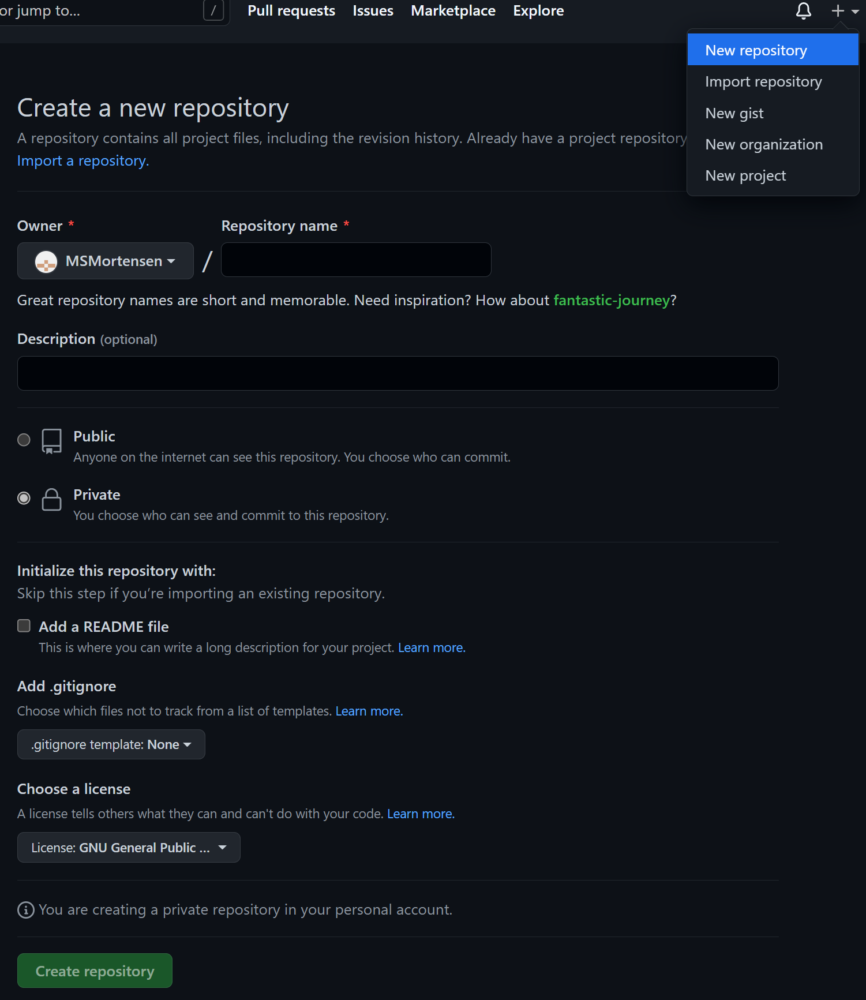 or jump to...
/
Pull requests
Issues
Marketplace
Explore
New repository
Import repository
New gist
New organization
New project
Create a new repository
A repository contains all project files, including the revision history. Already have a project repository
Import a repository.
Owner *
Repository name *
MSMortensen
/
Great repository names are short and memorable. Need inspiration? How about fantastic-journey?
Description (optional)
Public
Anyone on the internet can see this repository. You choose who can commit.
Private
You choose who can see and commit to this repository.
Initialize this repository with:
Skip this step if you’re importing an existing repository.
Add a README file
This is where you can write a long description for your project. Learn more.
Add .gitignore
Choose which files not to track from a list of templates. Learn more.
.gitignore template: None
Choose a license
A license tells others what they can and can't do with your code. Learn more.
License: GNU General Public ...
You are creating a private repository in your personal account.
Create repository